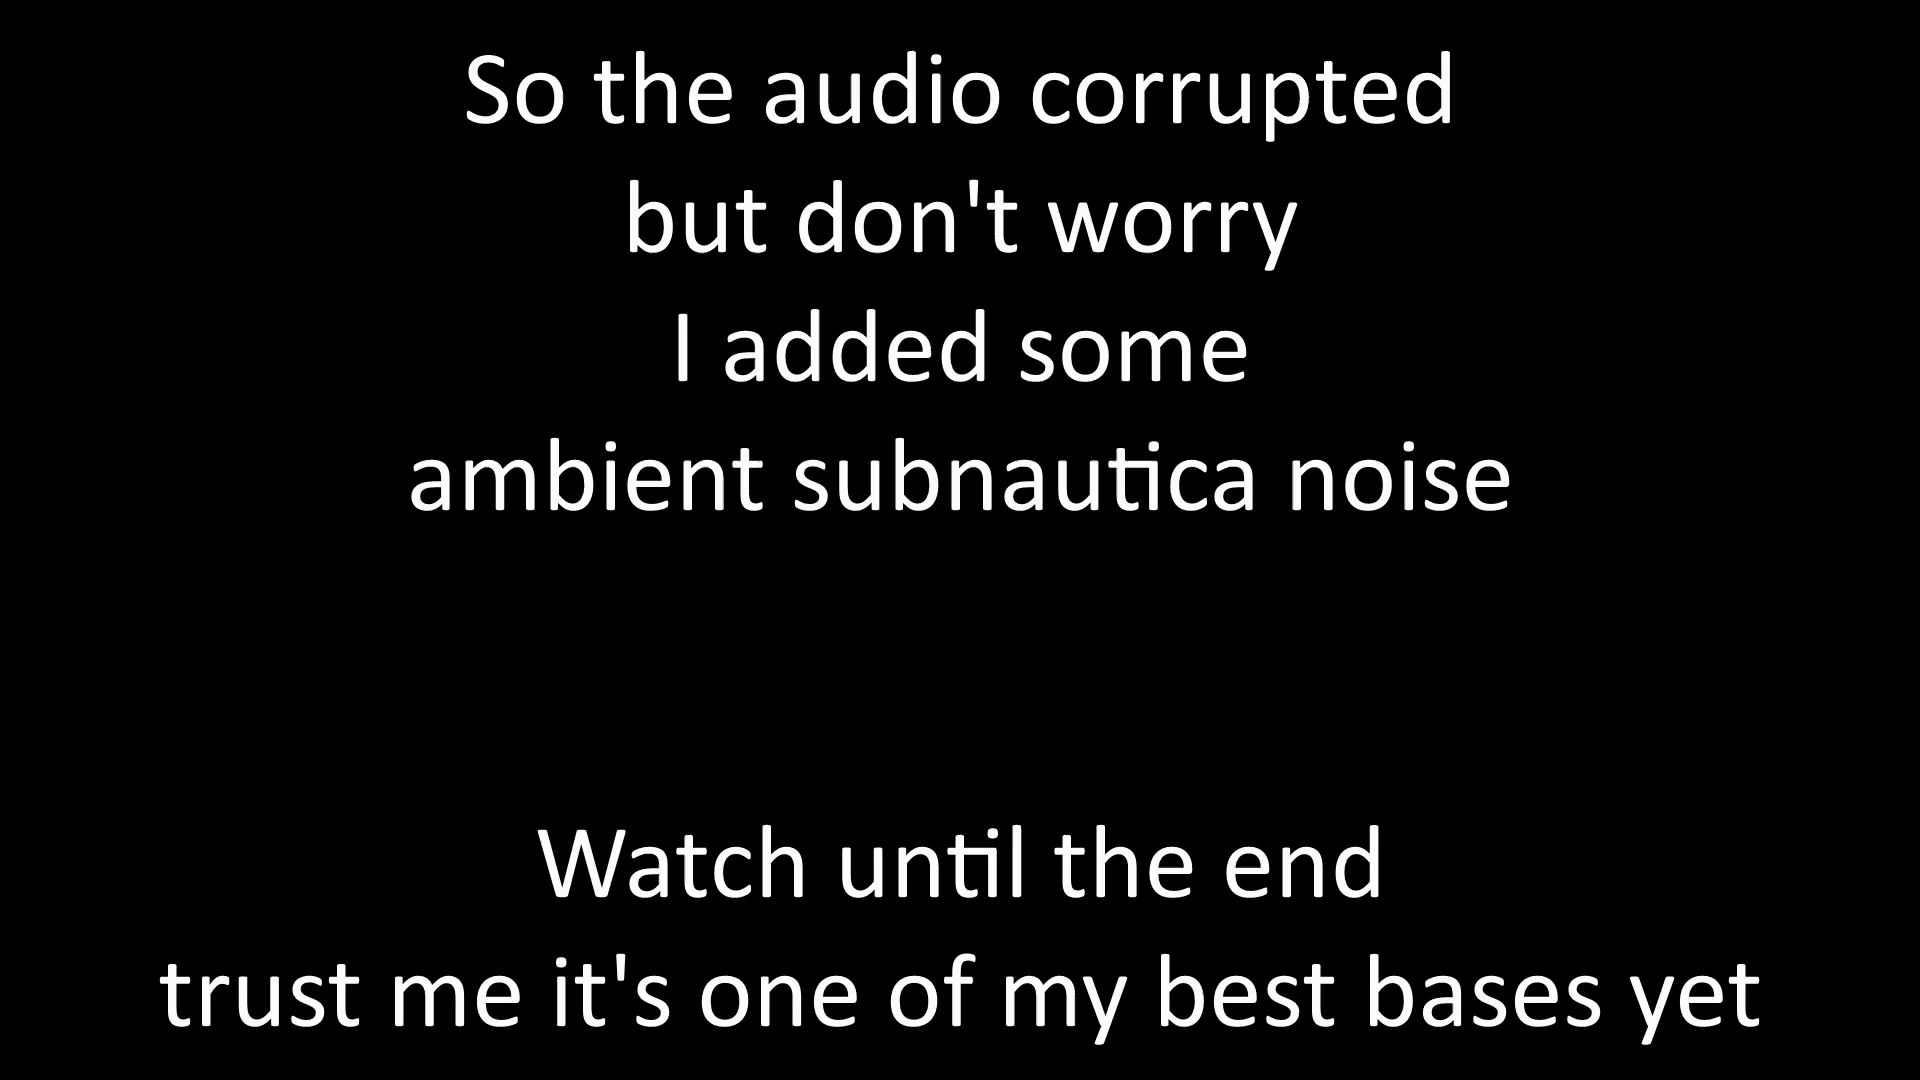 So the audio corrupted
but don't worry
I added some
ambient subnautica noise
Watch until the end
trust me it's one of my best bases yet